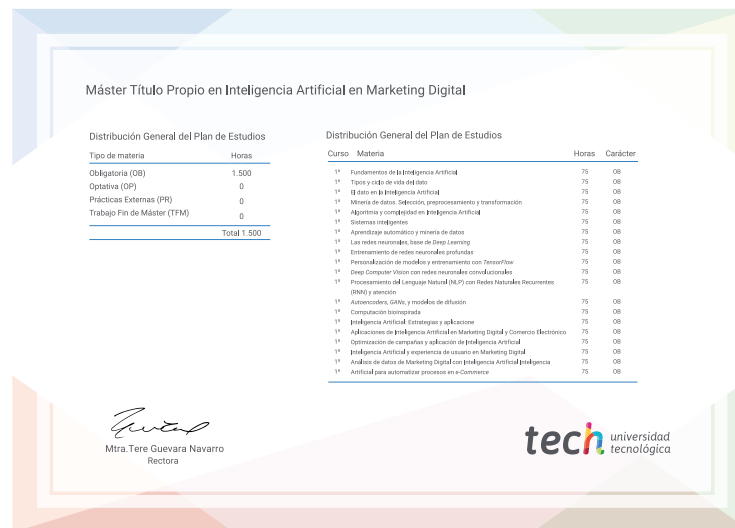 Máster Título Propio en Inteligencia Artificial en Marketing Digital
Distribución General del Plan de Estudios
Tipo de materia Horas
Obligatoria (OB) 1.500
Optativa (OP) 0
Prácticas Externas (PR) 0
Trabajo Fin de Máster (TFM) 0
Total 1.500
Distribución General del Plan de Estudios
Curso Materia Horas Carácter
1º Fundamentos de la Inteligencia Artificial 75 OB
1º Tipos y ciclo de vida del dato 75 OB
1º El dato en la Inteligencia Artificial 75 OB
1º Minería de datos. Selección, preprocesamiento y transformación 75 OB
1º Algoritmia y complejidad en Inteligencia Artificial 75 OB
1º Sistemas inteligentes 75 OB
1º Aprendizaje automático y minería de datos 75 OB
1º Las redes neuronales, base de Deep Learning 75 OB
1º Entrenamiento de redes neuronales profundas 75 OB
1º Personalización de modelos y entrenamiento con TensorFlow 75 OB
1º Deep Computer Vision con redes neuronales convolucionales 75 OB
1º Procesamiento del Lenguaje Natural (NLP) con Redes Naturales Recurrentes 75 OB
(RNN) y atención
1º Autoencoders, GANs, y modelos de difusión 75 OB
1º Computación bioinspirada 75 OB
1º Inteligencia Artificial: Estrategias y aplicacione 75 OB
1º Aplicaciones de Inteligencia Artificial en Marketing Digital y Comercio Electrónico 75 OB
1º Optimización de campañas y aplicación de Inteligencia Artificial 75 OB
1º Inteligencia Artificial y experiencia de usuario en Marketing Digital 75 OB
1º Análisis de datos de Marketing Digital con Inteligencia Artificial Inteligencia 75 OB
1º Artificial para automatizar procesos en e-Commerce 75 OB
Mtra.Tere Guevara Navarro
Rectora
tech universidad
tecnológica